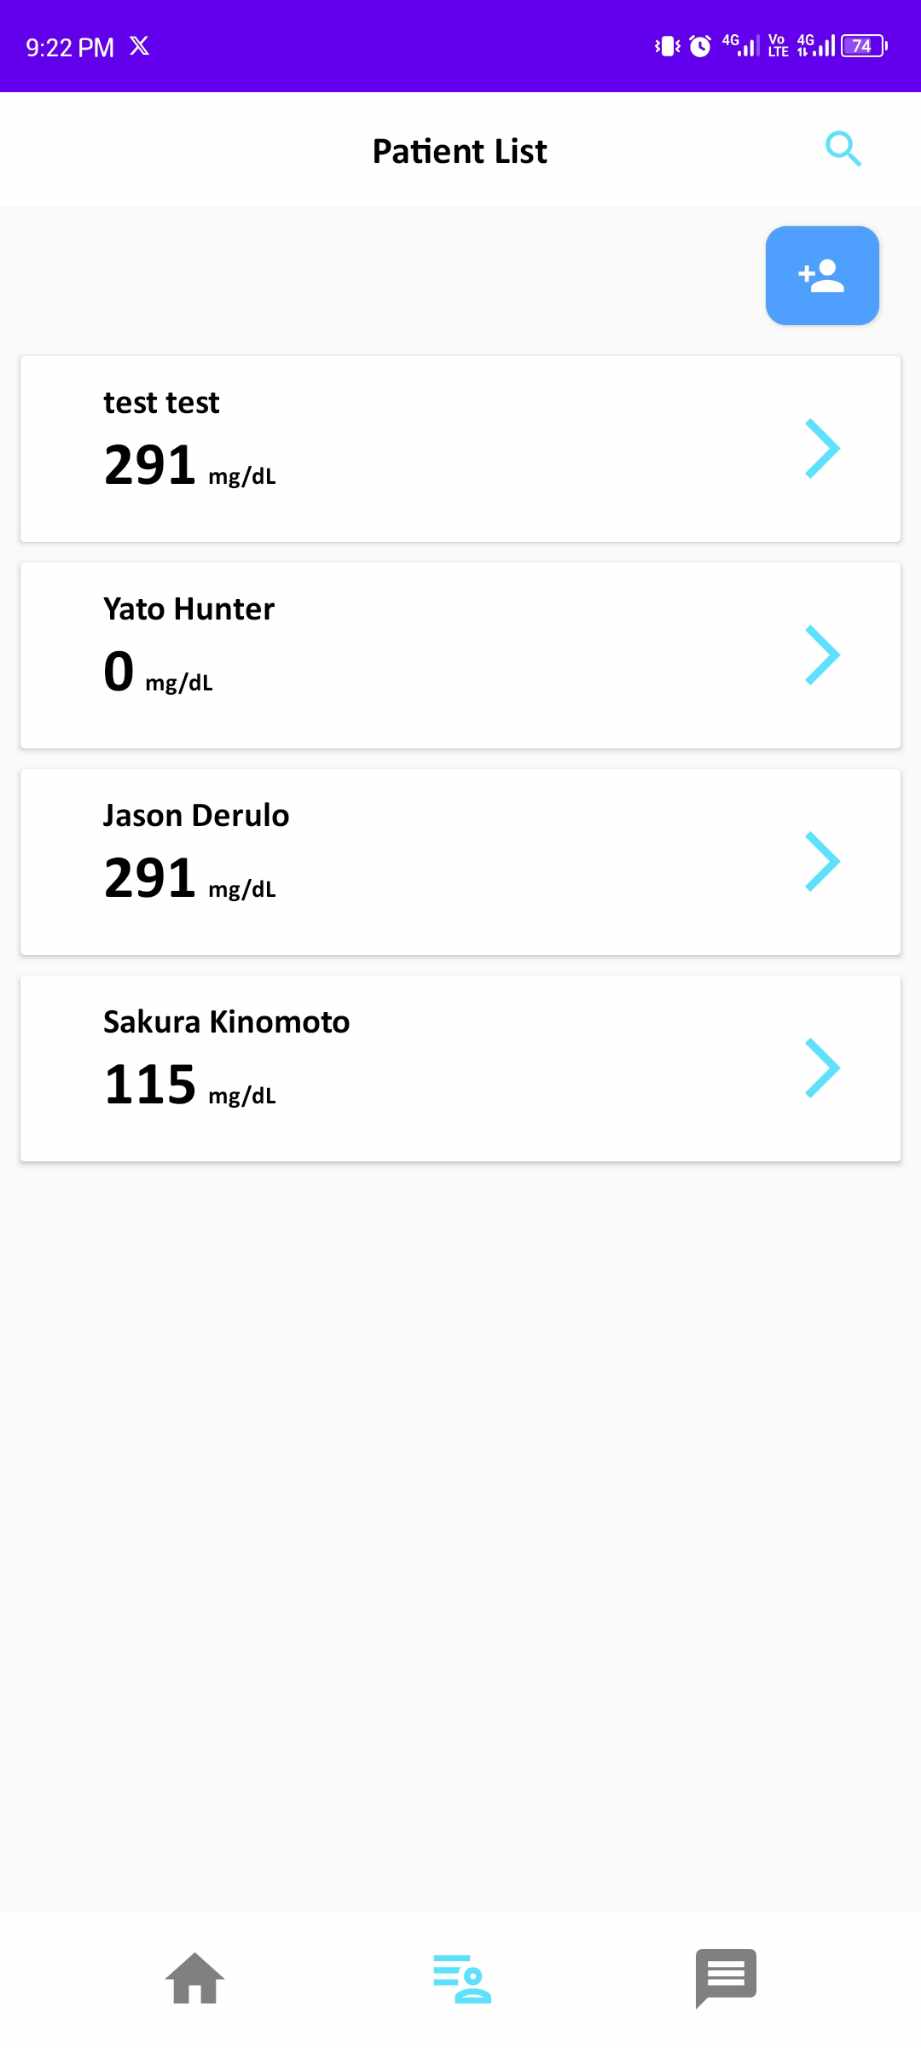 9:22 PM X 4G Vo LTE 4G 74
Patient List
test test
291 mg/dL
Yato Hunter
0 mg/dL
Jason Derulo
291 mg/dL
Sakura Kinomoto
115 mg/dL